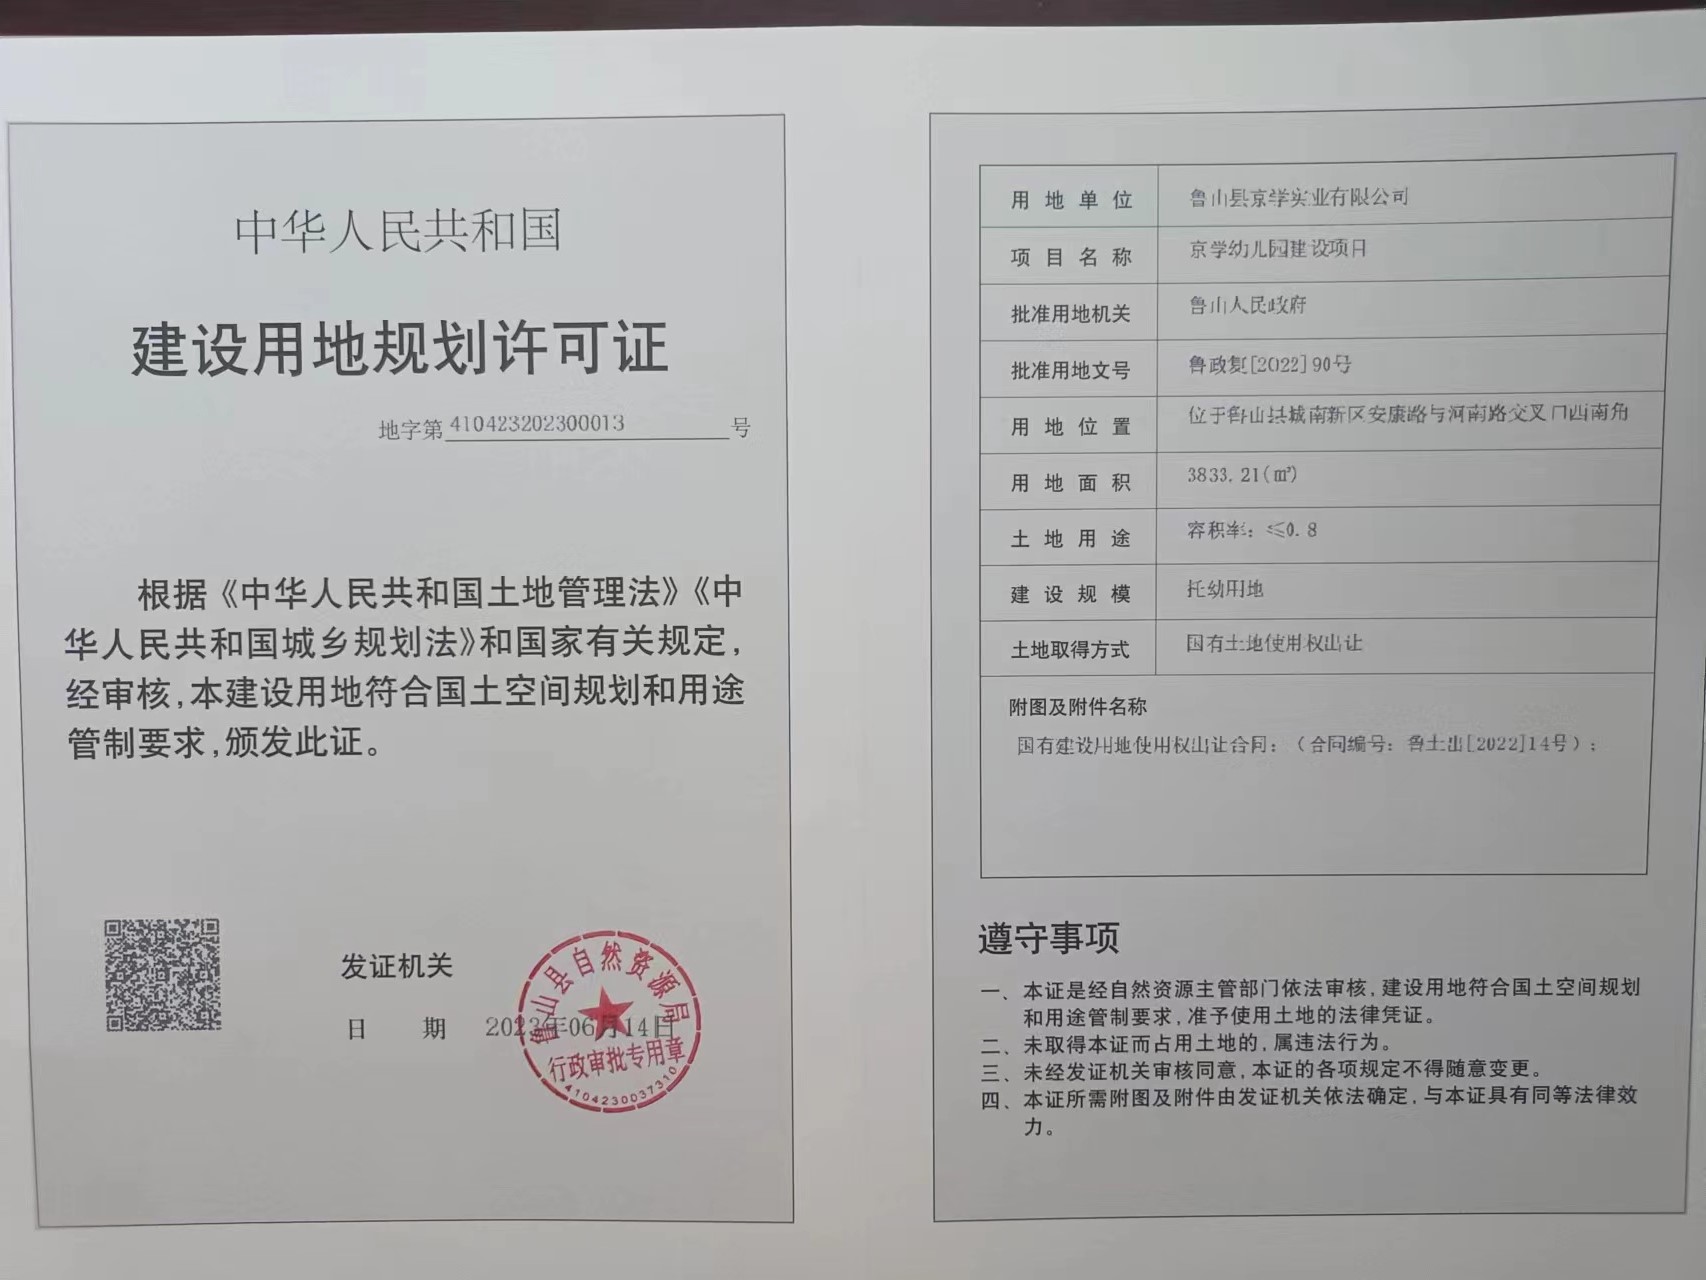 中华人民共和国
建设用地规划许可证
地字第 410423202300013 号
根据《中华人民共和国土地管理法》《中
华人民共和国城乡规划法》和国家有关规定，
经审核，本建设用地符合国土空间规划和用途
管制要求，颁发此证。
发证机关
日 期 2023年06月14日
鲁山县自然资源局
行政审批专用章
4104230037310
用地单位 鲁山县京学实业有限公司
项目名称 京学幼儿园建设项目
批准用地机关 鲁山人民政府
批准用地文号 鲁政复[2022]90号
用地位置 位于鲁山县城南新区安康路与河南路交叉口西南角
用地面积 3833.21(㎡)
土地用途 容积率：≤0.8
建设规模 托幼用地
土地取得方式 国有土地使用权出让
附图及附件名称
国有建设用地使用权出让合同：（合同编号：鲁土出[2022]14号）；
遵守事项
一、本证是经自然资源主管部门依法审核，建设用地符合国土空间规划
和用途管制要求，准予使用土地的法律凭证。
二、未取得本证而占用土地的，属违法行为。
三、未经发证机关审核同意，本证的各项规定不得随意变更。
四、本证所需附图及附件由发证机关依法确定，与本证具有同等法律效
力。